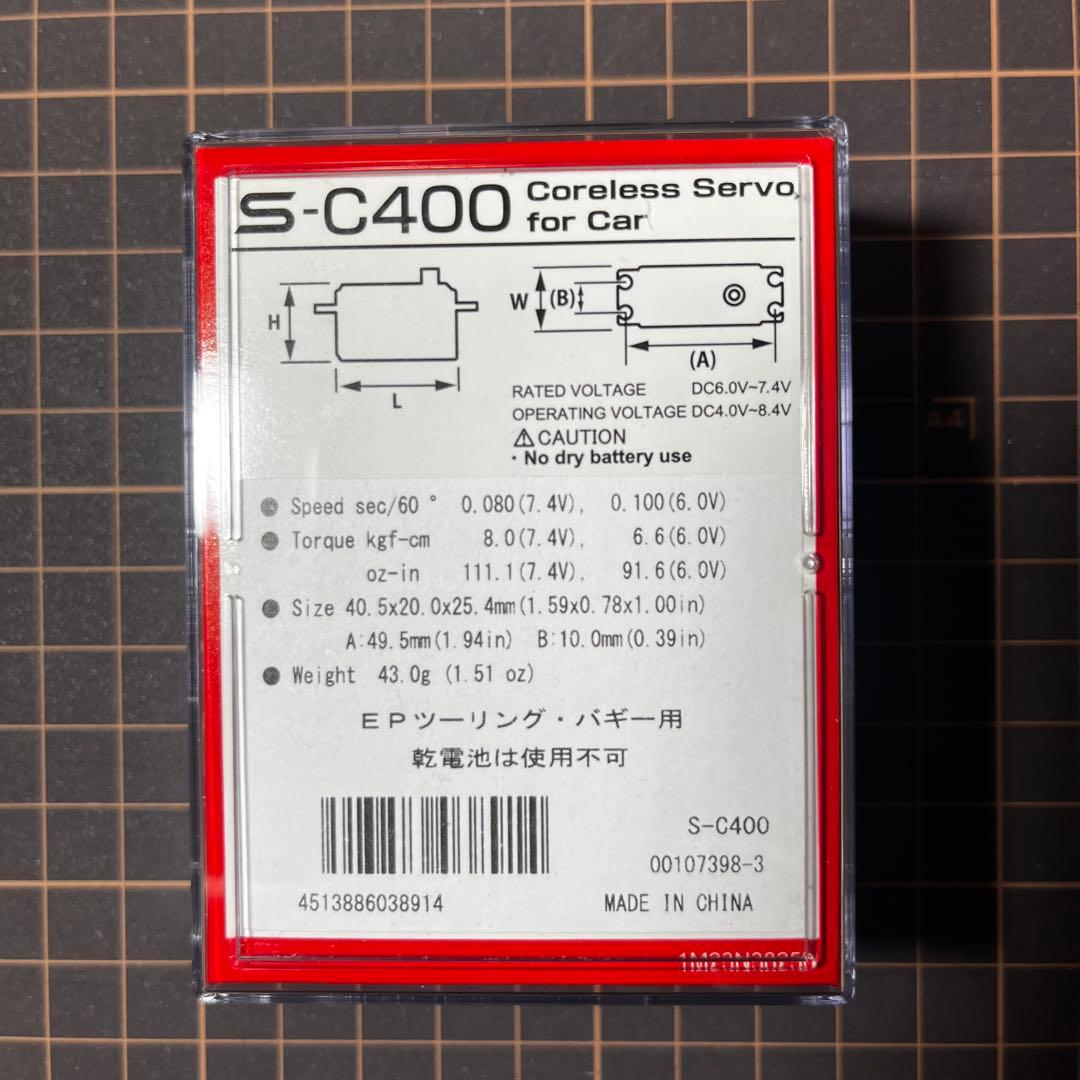 S-C400 Coreless Servo for Car
H
L
W
(B)
(A)
RATED VOLTAGE DC6.0V~7.4V
OPERATING VOLTAGE DC4.0V~8.4V
⚠CAUTION
・No dry battery use
● Speed sec/60° 0.080(7.4V), 0.100(6.0V)
● Torque kgf-cm 8.0(7.4V), 6.6(6.0V)
oz-in 111.1(7.4V), 91.6(6.0V)
● Size 40.5x20.0x25.4mm(1.59x0.78x1.00in)
A:49.5mm(1.94in) B:10.0mm(0.39in)
● Weight 43.0g (1.51 oz)
EPツーリング・バギー用
乾電池は使用不可
S-C400
00107398-3
4513886038914
MADE IN CHINA
A4